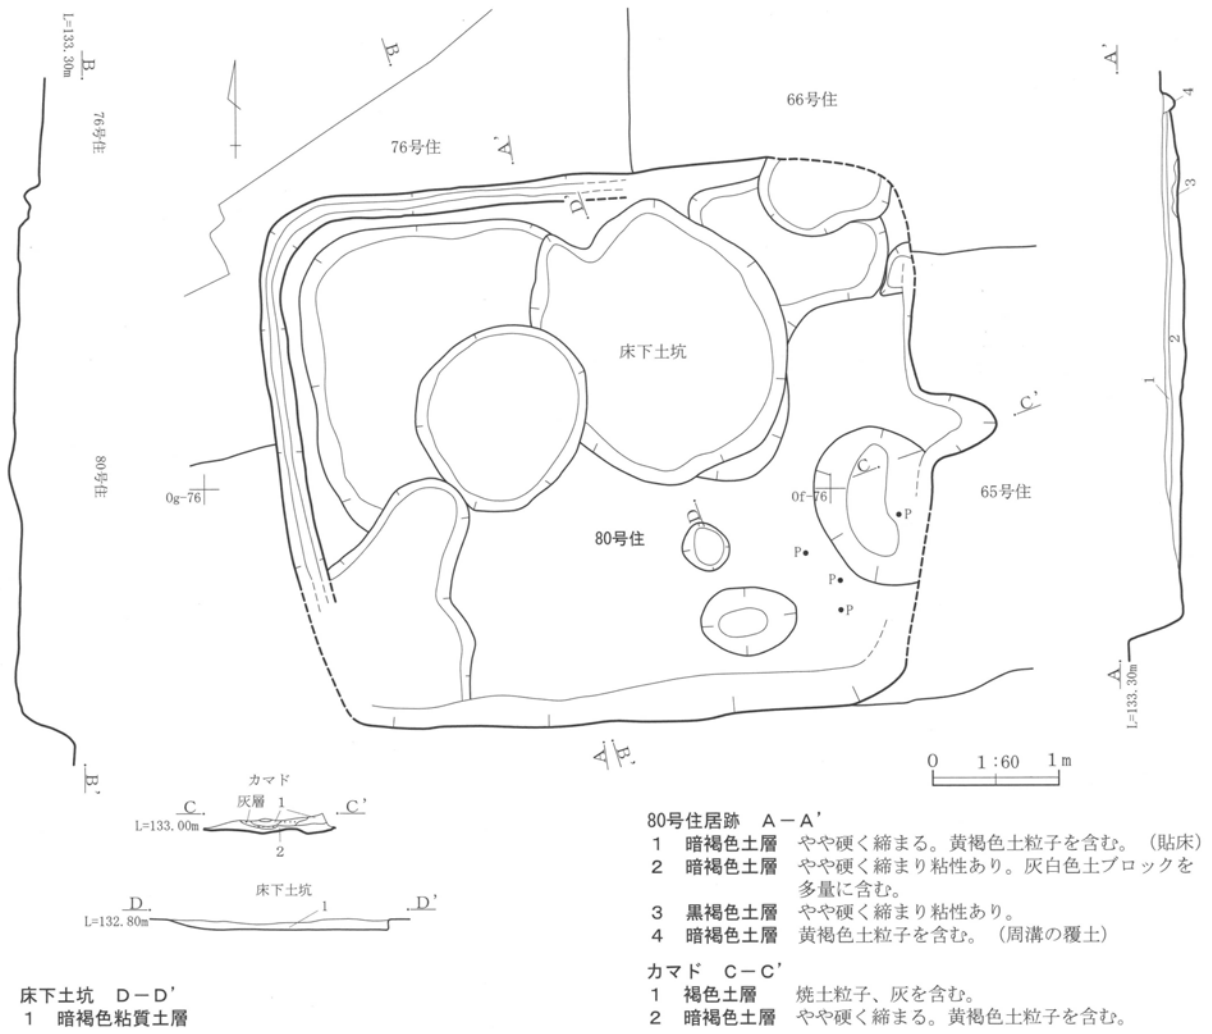 L=133.30m
B
B
A'
76号住
76号住
A'
66号住
4
3
D'
床下土坑
2
1
C'
C
80号住
Og-76
Of-76
65号住
P
D
80号住
P
P
P
A
L=133.30m
A
B'
B'
0 1:60 1m
カマド
C 灰層 1 C'
L=133.00m
2
床下土坑
D 1 D'
L=132.80m
80号住居跡 A-A'
1 暗褐色土層 やや硬く締まる。黄褐色土粒子を含む。(貼床)
2 暗褐色土層 やや硬く締まり粘性あり。灰白色土ブロックを
多量に含む。
3 黒褐色土層 やや硬く締まり粘性あり。
4 暗褐色土層 黄褐色土粒子を含む。(周溝の覆土)
カマド C-C'
1 褐色土層 焼土粒子、灰を含む。
2 暗褐色土層 やや硬く締まる。黄褐色土粒子を含む。
床下土坑 D-D'
1 暗褐色粘質土層